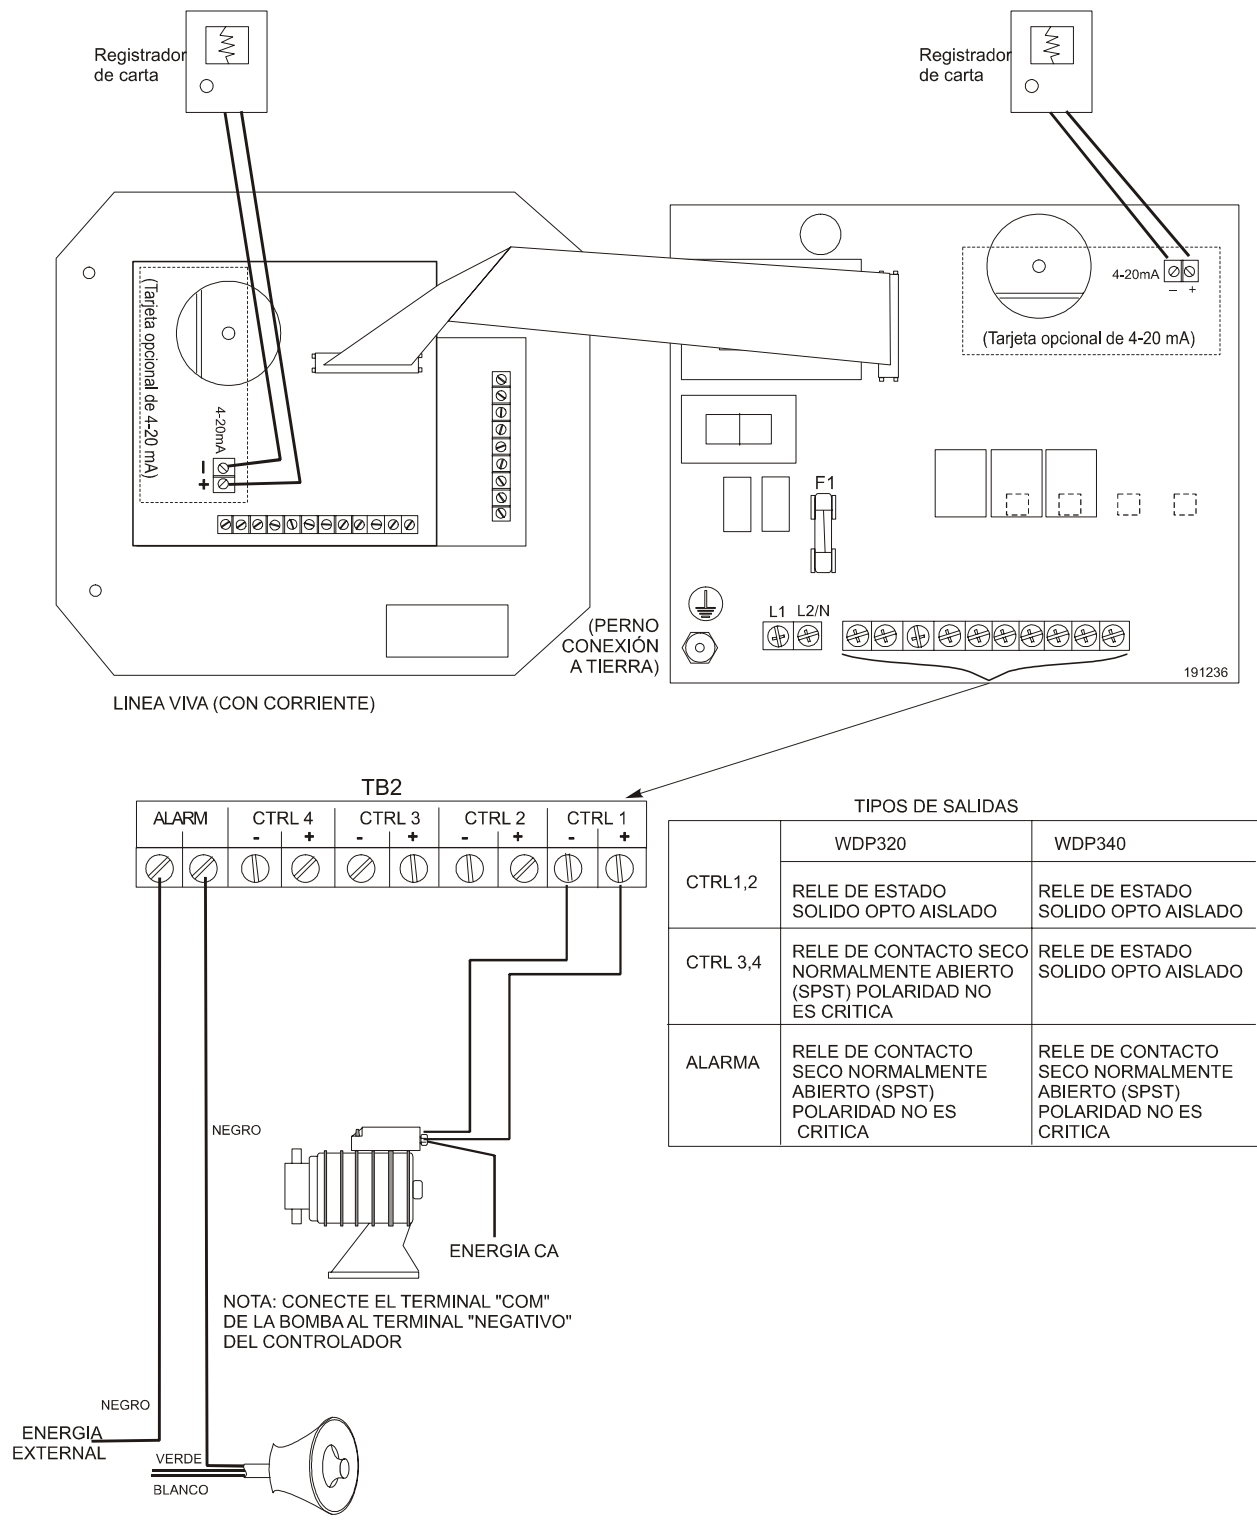 Registrador
de carta
Registrador
de carta
(Tarjeta opcional de 4-20 mA)
4-20mA
-
+
4-20mA
- +
(Tarjeta opcional de 4-20 mA)
F1
L1 L2/N
(PERNO
CONEXIÓN
A TIERRA)
191236
LINEA VIVA (CON CORRIENTE)
TB2
ALARM CTRL 4 CTRL 3 CTRL 2 CTRL 1
- + - + - + - +
TIPOS DE SALIDAS
WDP320 WDP340
CTRL1,2
RELE DE ESTADO
SOLIDO OPTO AISLADO
RELE DE ESTADO
SOLIDO OPTO AISLADO
CTRL 3,4
RELE DE CONTACTO SECO
NORMALMENTE ABIERTO
(SPST) POLARIDAD NO
ES CRITICA
RELE DE ESTADO
SOLIDO OPTO AISLADO
ALARMA
RELE DE CONTACTO
SECO NORMALMENTE
ABIERTO (SPST)
POLARIDAD NO ES
CRITICA
RELE DE CONTACTO
SECO NORMALMENTE
ABIERTO (SPST)
POLARIDAD NO ES
CRITICA
NEGRO
ENERGIA CA
NOTA: CONECTE EL TERMINAL "COM"
DE LA BOMBA AL TERMINAL "NEGATIVO"
DEL CONTROLADOR
NEGRO
ENERGIA
EXTERNAL
VERDE
BLANCO